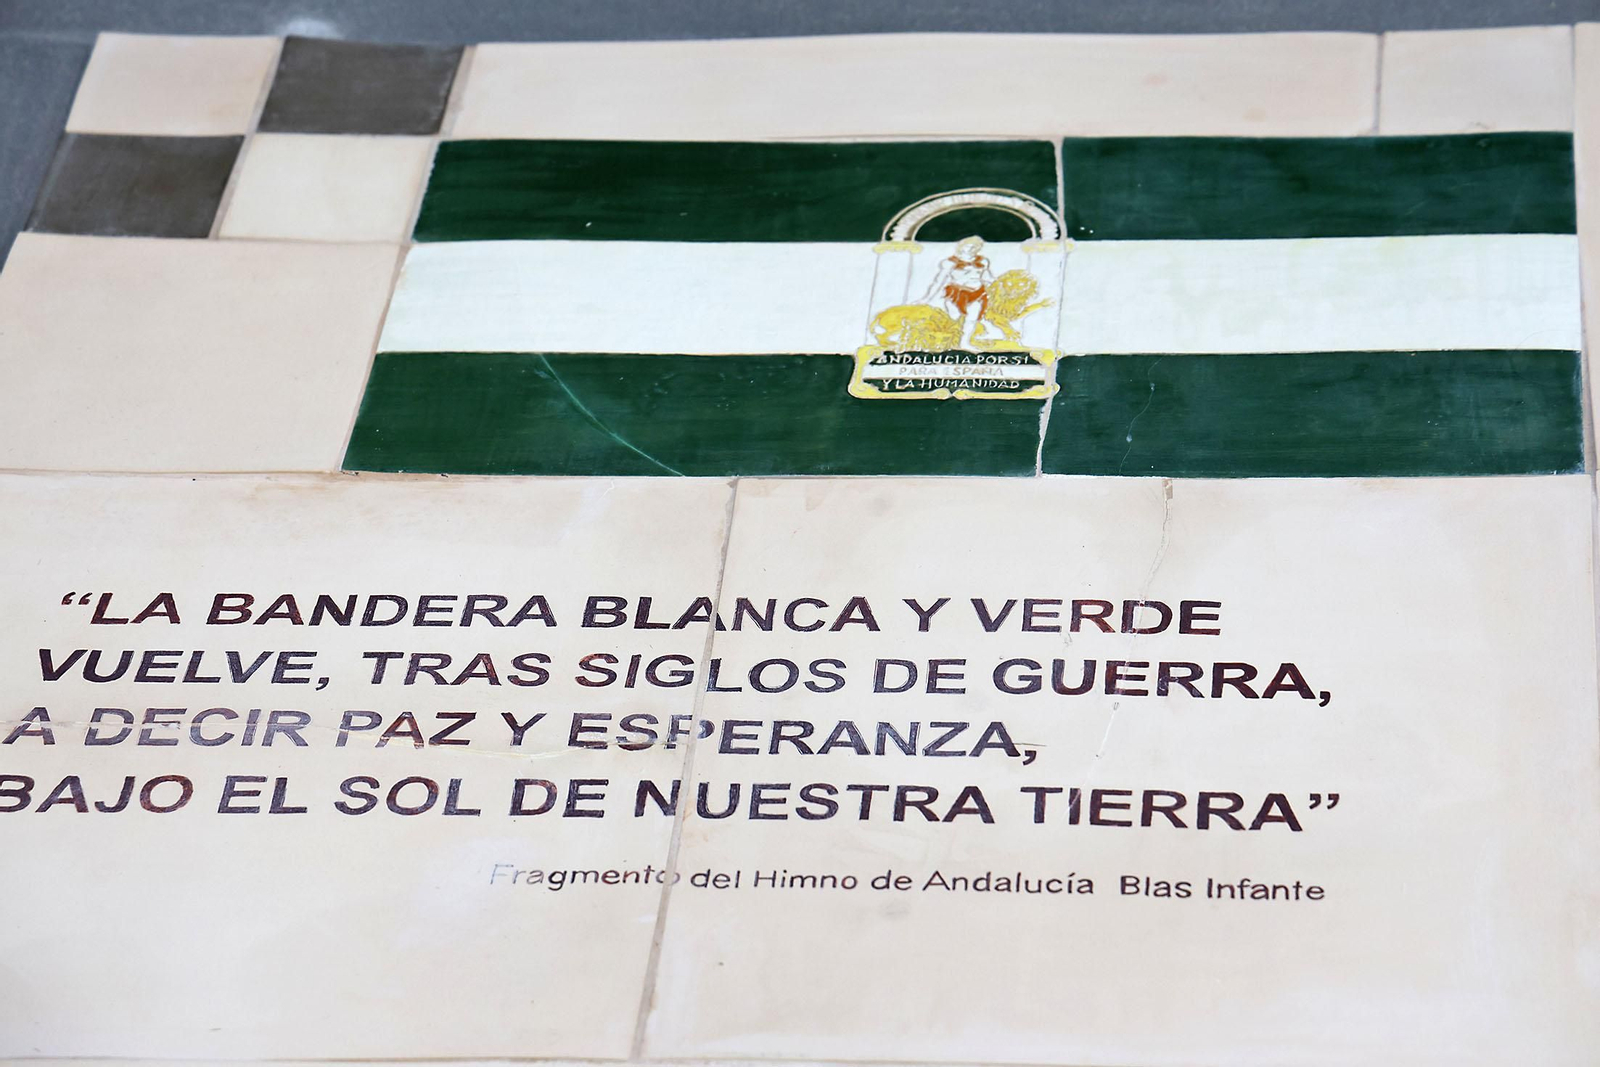 ANDALUCIA POR SI
PARA ESPAÑA
Y LA HUMANIDAD
“LA BANDERA BLANCA Y VERDE
VUELVE, TRAS SIGLOS DE GUERRA,
A DECIR PAZ Y ESPERANZA,
BAJO EL SOL DE NUESTRA TIERRA”
Fragmento del Himno de Andalucía Blas Infante